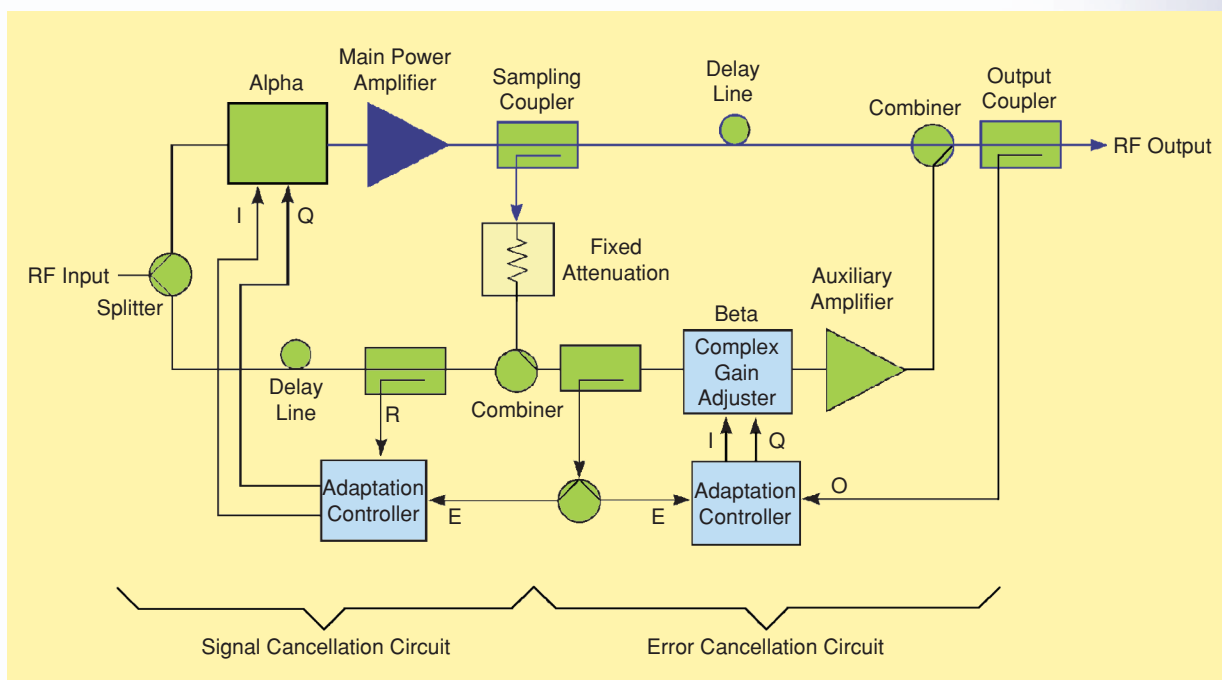 Alpha
Main Power
Amplifier
Sampling
Coupler
Delay
Line
Combiner
Output
Coupler
RF Output
I
Q
Fixed
Attenuation
RF Input
Splitter
Auxiliary
Amplifier
Beta
Complex
Gain
Adjuster
Delay
Line
Combiner
R
I
Q
Adaptation
Controller
E
E
Adaptation
Controller
O
Signal Cancellation Circuit
Error Cancellation Circuit